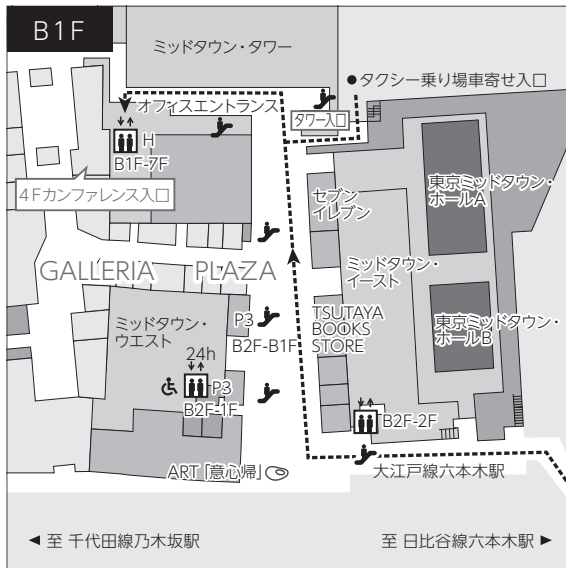 B1F
ミッドタウン・タワー
●タクシー乗り場車寄せ入口
オフィスエントランス
タワー入口
H
B1F-7F
4Fカンファレンス入口
セブン
イレブン
東京ミッドタウン・
ホールA
GALLERIA PLAZA
ミッドタウン・
イースト
ミッドタウン・
ウエスト
P3
B2F-B1F
TSUTAYA
BOOKS
STORE
東京ミッドタウン・
ホールB
24h
P3
B2F-1F
B2F-2F
ART「意心帰」
大江戸線六本木駅
◀ 至 千代田線乃木坂駅
至 日比谷線六本木駅 ▶